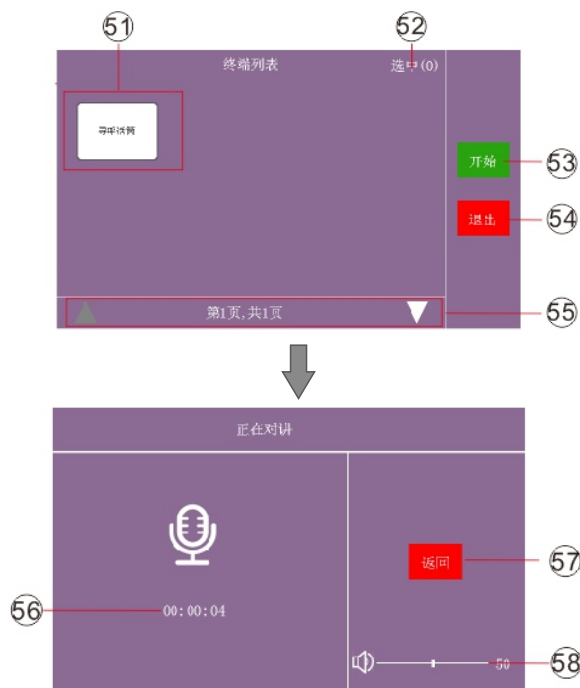 51
52
终端列表
选中(0)
寻呼话筒
开始
53
退出
54
第1页,共1页
55
正在对讲
返回
57
56
00:00:04
50
58